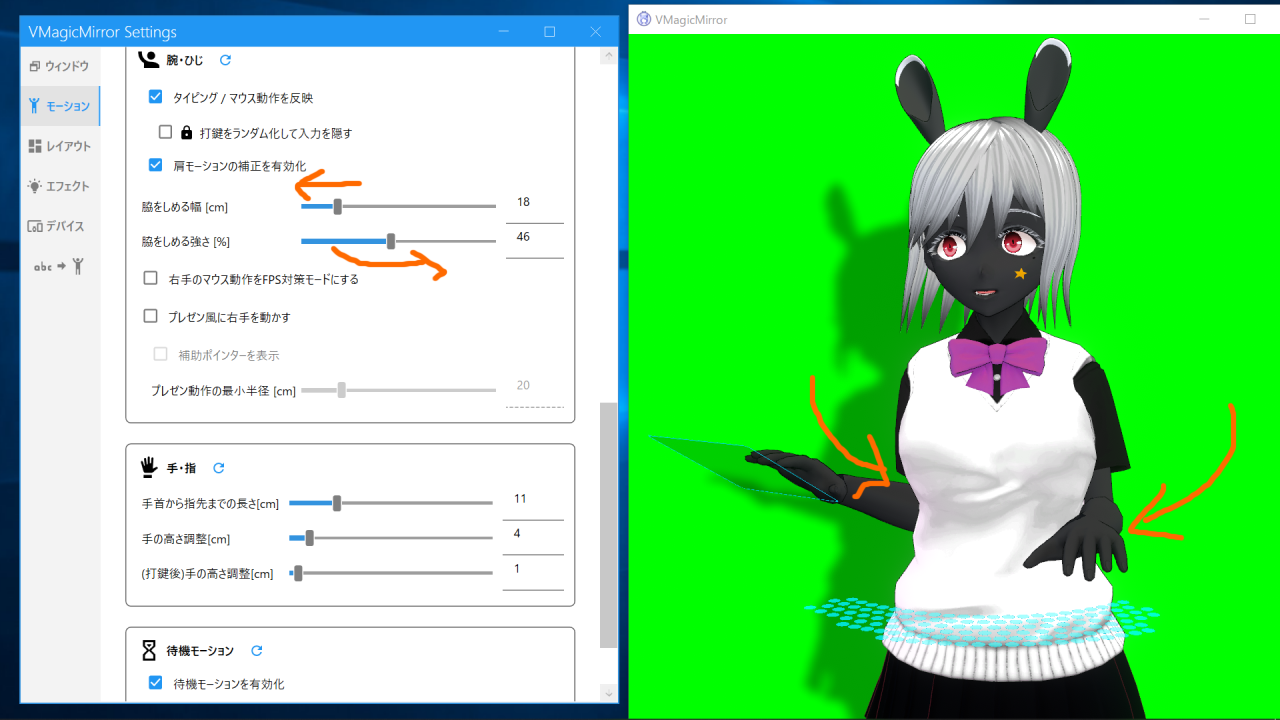 VMagicMirror Settings
ウィンドウ
モーション
レイアウト
エフェクト
デバイス
abc
腕・ひじ
タイピング / マウス動作を反映
打鍵をランダム化して入力を隠す
肩モーションの補正を有効化
脇をしめる幅 [cm]
18
脇をしめる強さ [%]
46
右手のマウス動作をFPS対策モードにする
プレゼン風に右手を動かす
補助ポインターを表示
プレゼン動作の最小半径 [cm]
20
手・指
手首から指先までの長さ[cm]
11
手の高さ調整[cm]
4
(打鍵後)手の高さ調整[cm]
1
待機モーション
待機モーションを有効化
VMagicMirror